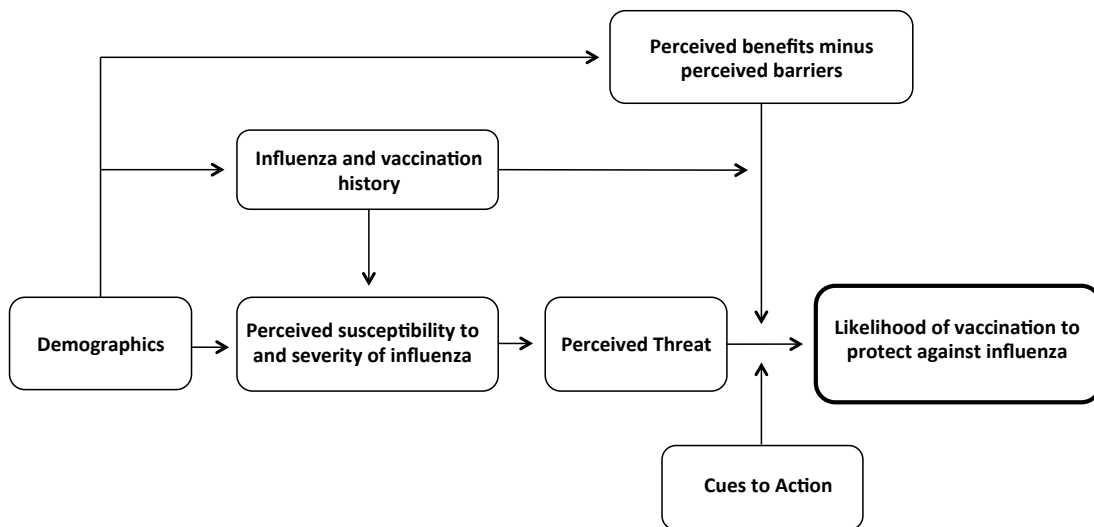 Perceived benefits minus
perceived barriers
Influenza and vaccination
history
Demographics
Perceived susceptibility to
and severity of influenza
Perceived Threat
Likelihood of vaccination to
protect against influenza
Cues to Action